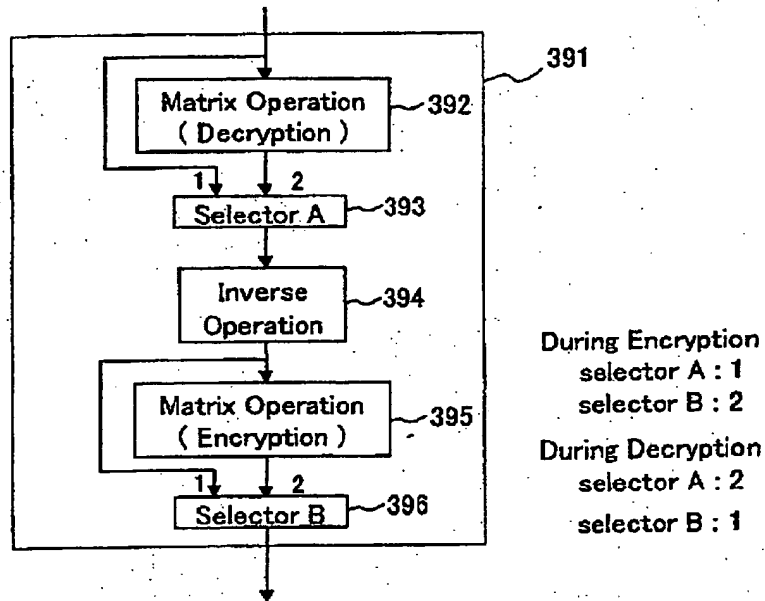 391
Matrix Operation
( Decryption )
392
1
2
Selector A
393
Inverse
Operation
394
During Encryption
selector A : 1
selector B : 2
Matrix Operation
( Encryption )
395
During Decryption
selector A : 2
selector B : 1
1
2
Selector B
396